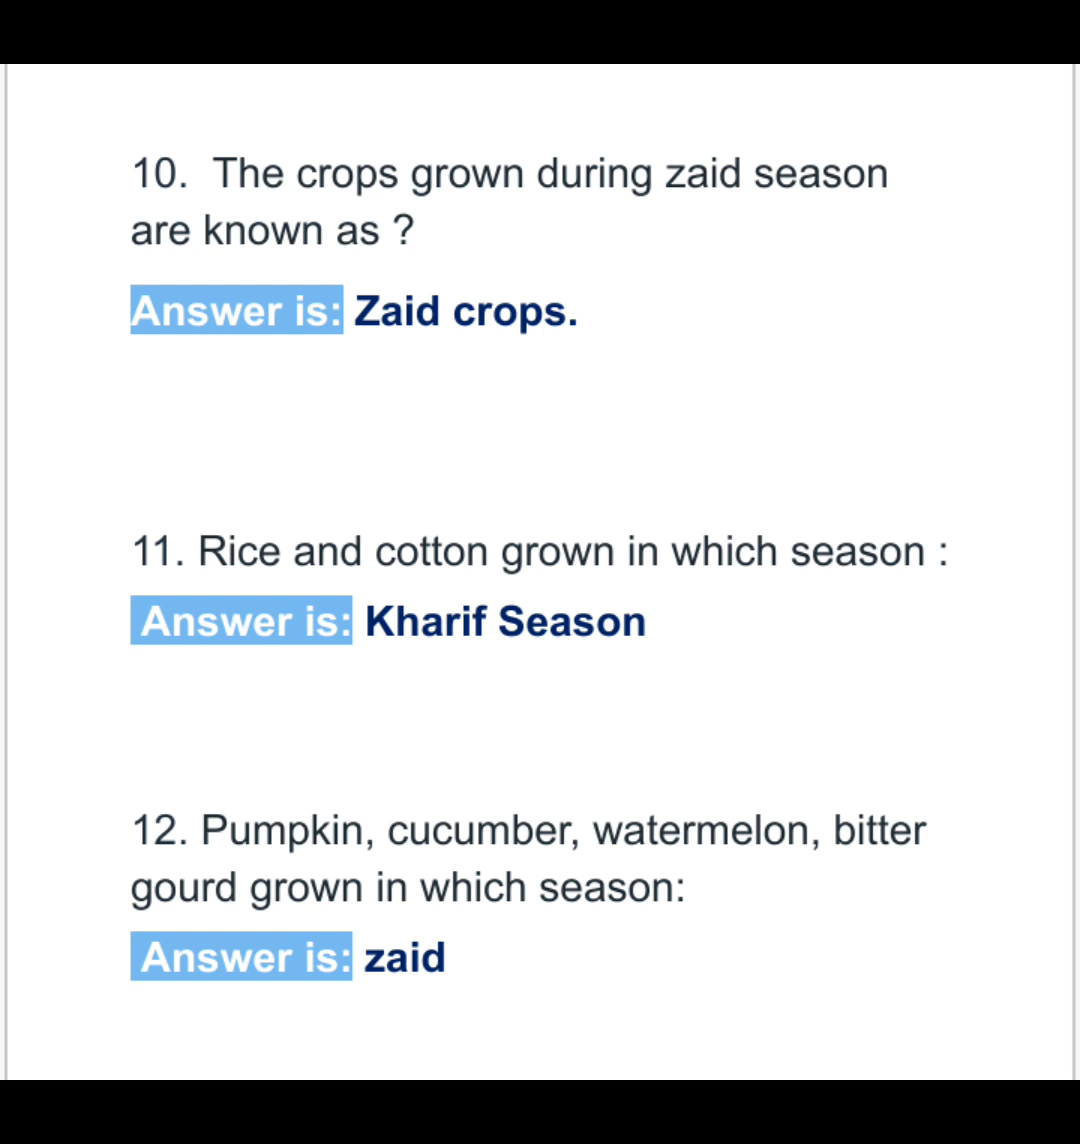 10.  The crops grown during zaid season
are known as ?
Answer is: Zaid crops.
11. Rice and cotton grown in which season :
Answer is: Kharif Season
12. Pumpkin, cucumber, watermelon, bitter
gourd grown in which season:
Answer is: zaid